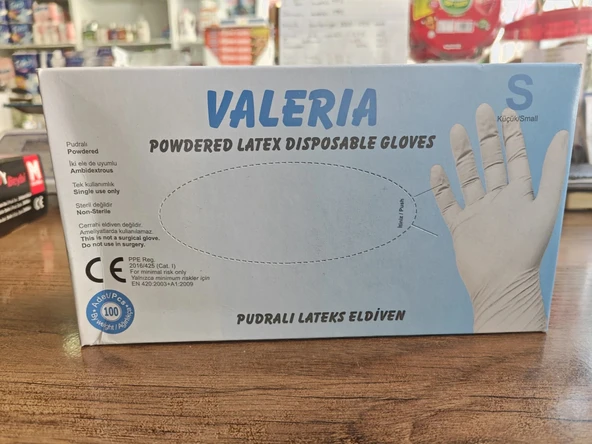 VALERIA
POWDERED LATEX DISPOSABLE GLOVES
S
Küçük/Small
Pudralı
Powdered
İki ele de uyumlu
Ambidextrous
Tek kullanımlık
Single use only
Steril değildir
Non-Sterile
Cerrahi eldiven değildir.
Ameliyatlarda kullanılamaz.
This is not a surgical glove.
Do not use in surgery.
CE
PPE Reg.
2016/425 (Cat. I)
For minimal risk only
Yalnızca minimum riskler için
EN 420:2003+A1:2009
İtiniz / Push
Adet/Pcs
100
PUDRALI LATEKS ELDİVEN
M
CE